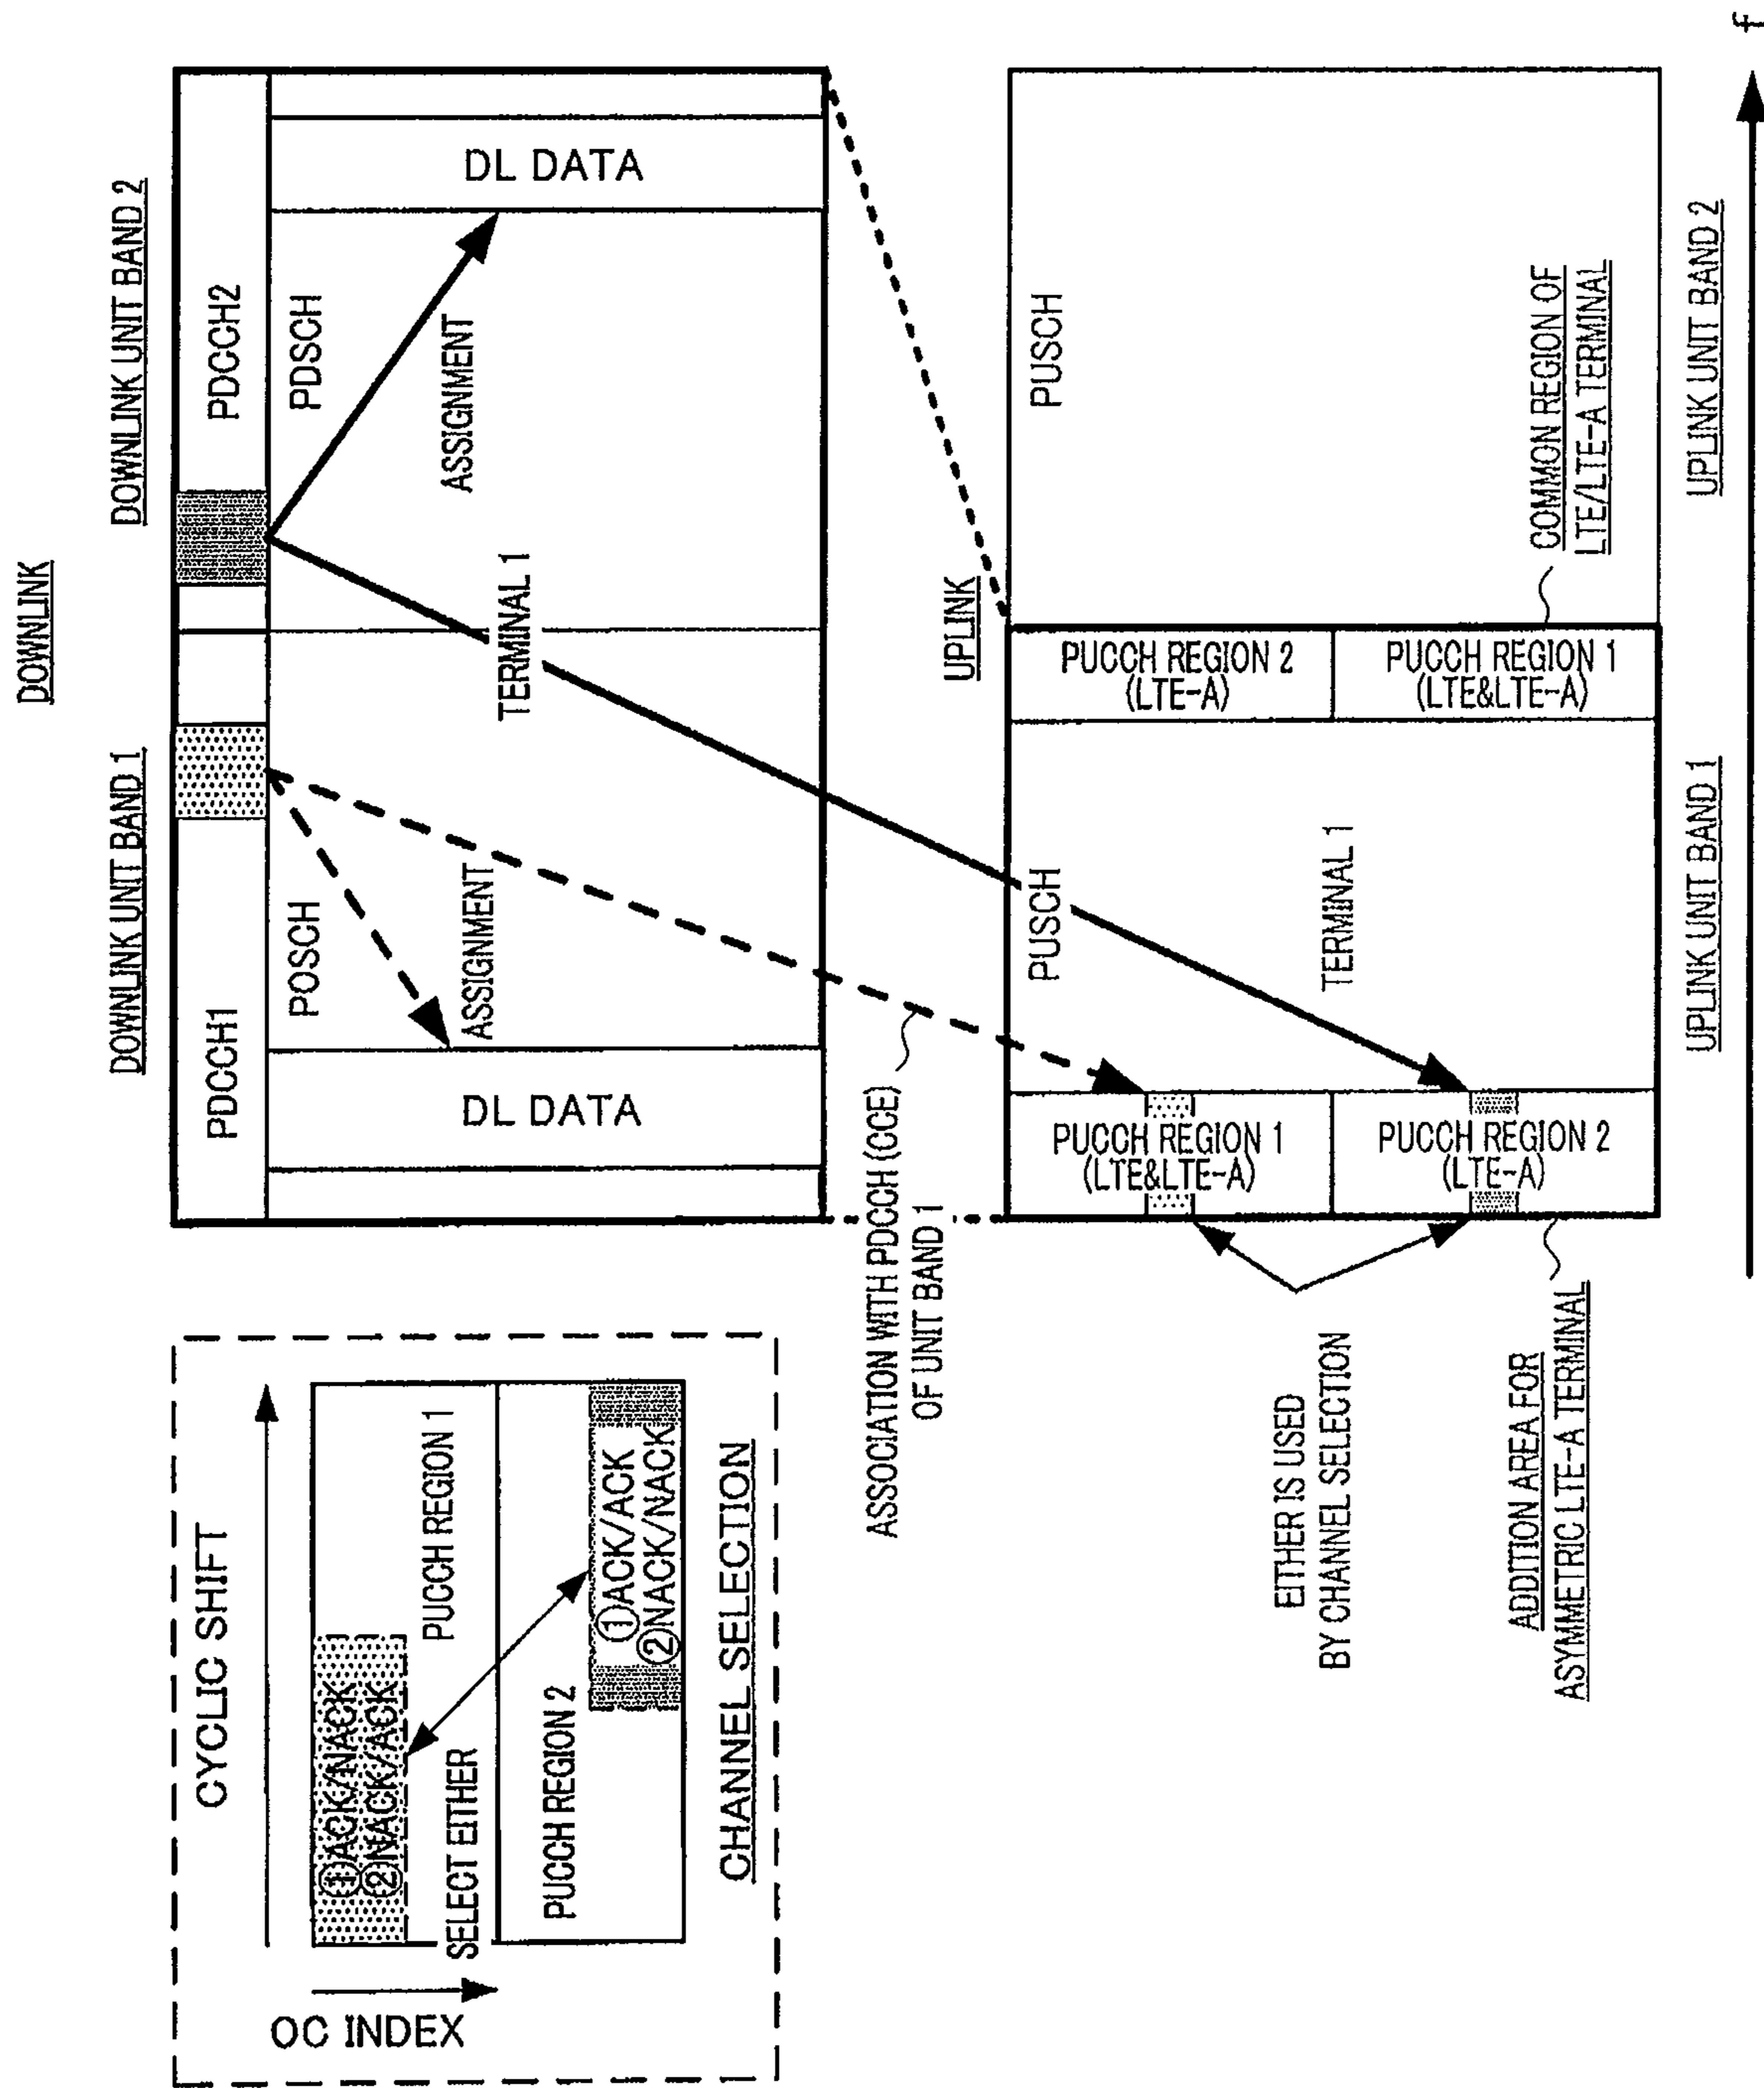 DOWNLINK
DOWNLINK UNIT BAND 1
DOWNLINK UNIT BAND 2
PDCCH1
PDCCH2
POSCH
PDSCH
ASSIGNMENT
ASSIGNMENT
TERMINAL 1
DL DATA
DL DATA
CYCLIC SHIFT
OC INDEX
①ACK/NACK
②NACK/ACK
PUCCH REGION 1
SELECT EITHER
PUCCH REGION 2
①ACK/ACK
②NACK/NACK
CHANNEL SELECTION
ASSOCIATION WITH PDCCH (CCE)
OF UNIT BAND 1
UPLINK
PUSCH
PUSCH
PUCCH REGION 1
(LTE&LTE-A)
PUCCH REGION 2
(LTE-A)
PUCCH REGION 2
(LTE-A)
PUCCH REGION 1
(LTE&LTE-A)
TERMINAL 1
EITHER IS USED
BY CHANNEL SELECTION
ADDITION AREA FOR
ASYMMETRIC LTE-A TERMINAL
COMMON REGION OF
LTE/LTE-A TERMINAL
UPLINK UNIT BAND 1
UPLINK UNIT BAND 2
f